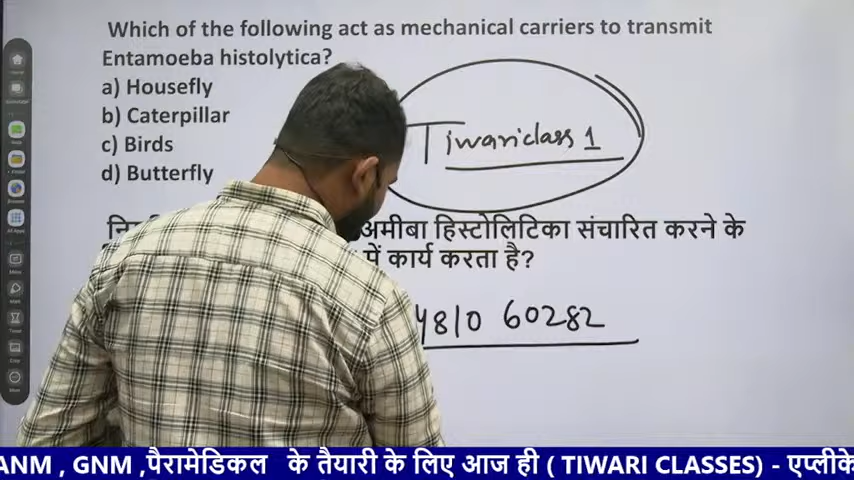 Which of the following act as mechanical carriers to transmit
Entamoeba histolytica?
a) Housefly
b) Caterpillar
c) Birds
d) Butterfly
Tiwariclass 1
अमीबा हिस्टोलिटिका संचारित करने के
में कार्य करता है?
4810 60282
ANM , GNM ,पैरामेडिकल के तैयारी के लिए आज ही ( TIWARI CLASSES) - एप्लीके